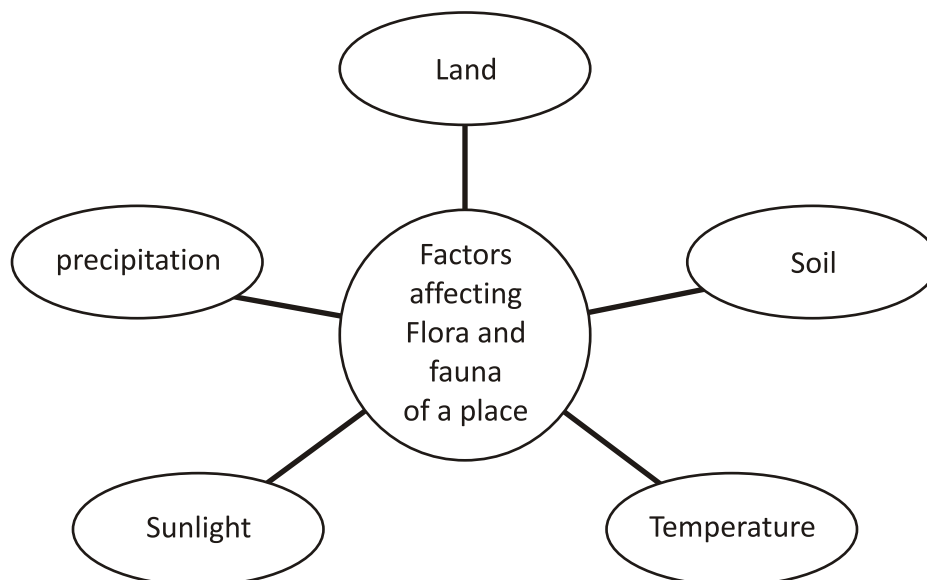 Land
precipitation
Factors
affecting
Flora and
fauna
of a place
Soil
Sunlight
Temperature